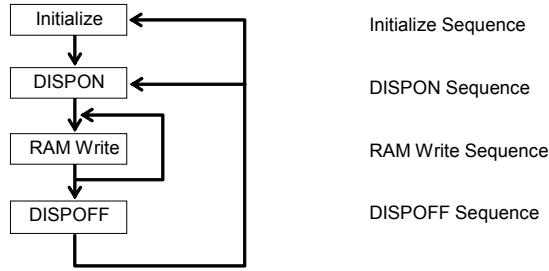 Initialize Initialize Sequence
DISPON DISPON Sequence
RAM Write RAM Write Sequence
DISPOFF DISPOFF Sequence